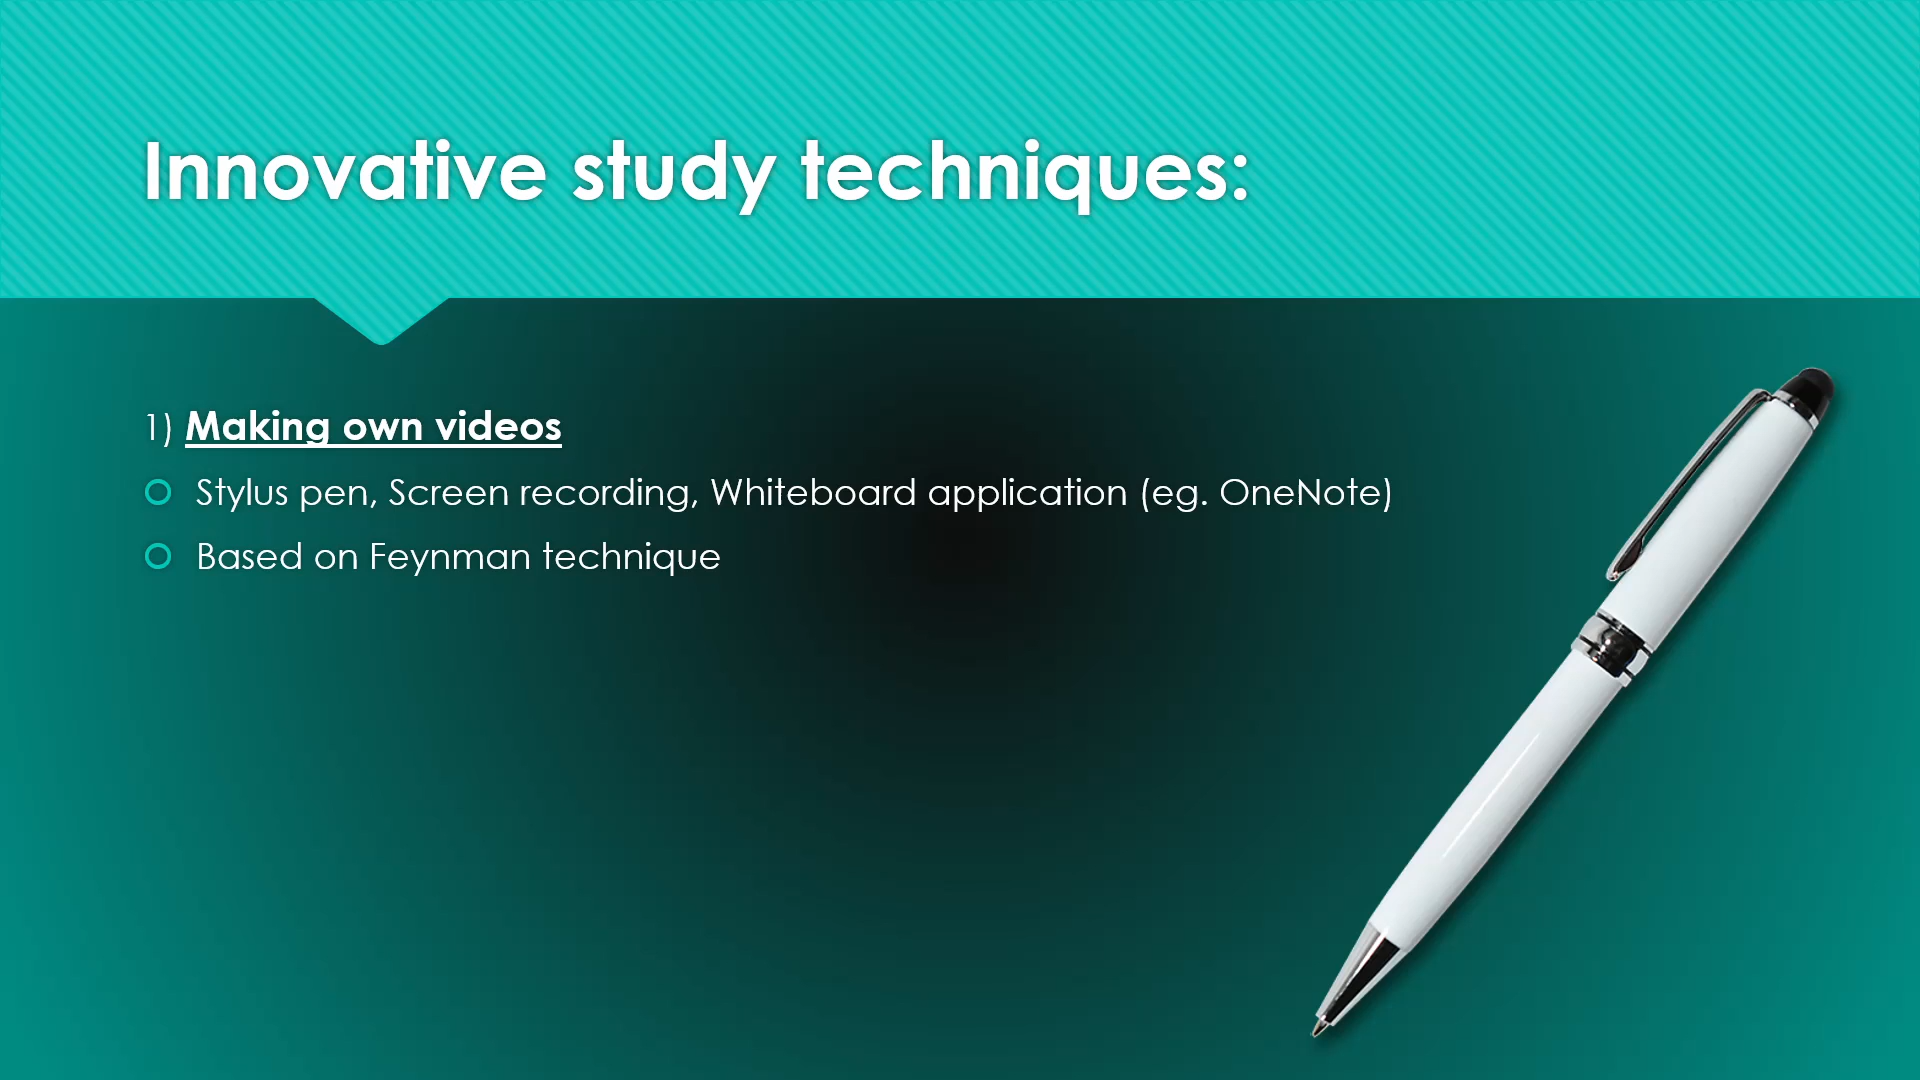 Innovative study techniques:
1) Making own videos
Stylus pen, Screen recording, Whiteboard application (eg. OneNote)
Based on Feynman technique